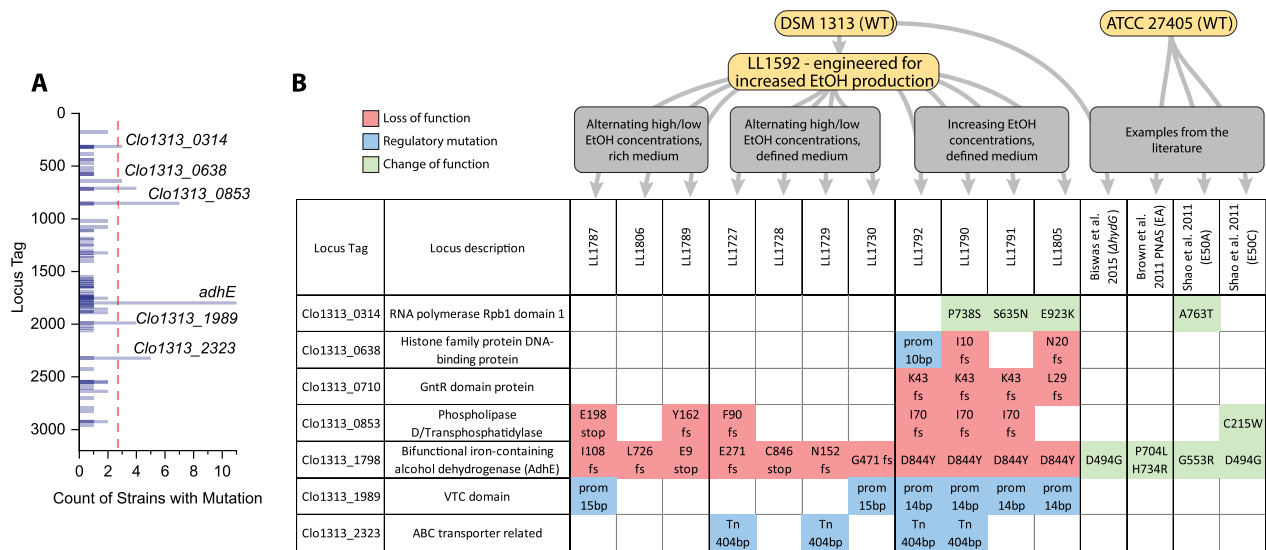 A
0
500
1000
1500
2000
2500
3000
Locus Tag
Clo1313_0314
Clo1313_0638
Clo1313_0853
adhE
Clo1313_1989
Clo1313_2323
0 2 4 6 8 10
Count of Strains with Mutation
B
DSM 1313 (WT)
ATCC 27405 (WT)
LL1592 - engineered for
increased EtOH production
Loss of function
Regulatory mutation
Change of function
Alternating high/low
EtOH concentrations,
rich medium
Alternating high/low
EtOH concentrations,
defined medium
Increasing EtOH
concentrations,
defined medium
Examples from the
literature
Locus Tag
Locus description
LL1787
LL1806
LL1789
LL1727
LL1728
LL1729
LL1730
LL1792
LL1790
LL1791
LL1805
Biswas et al.
2015 (ΔhydG)
Brown et al.
2011 PNAS (EA)
Shao et al. 2011
(E50A)
Shao et al. 2011
(E50C)
Clo1313_0314
RNA polymerase Rpb1 domain 1
P738S
S635N
E923K
A763T
Clo1313_0638
Histone family protein DNA-
binding protein
prom
10bp
I10
fs
N20
fs
Clo1313_0710
GntR domain protein
K43
fs
K43
fs
K43
fs
L29
fs
Clo1313_0853
Phospholipase
D/Transphosphatidylase
E198
stop
Y162
fs
F90
fs
I70
fs
I70
fs
I70
fs
C215W
Clo1313_1798
Bifunctional iron-containing
alcohol dehydrogenase (AdhE)
I108
fs
L726
fs
E9
stop
E271
fs
C846
stop
N152
fs
G471 fs
D844Y
D844Y
D844Y
D844Y
D494G
P704L
H734R
G553R
D494G
Clo1313_1989
VTC domain
prom
15bp
prom
15bp
prom
14bp
prom
14bp
prom
14bp
prom
14bp
Clo1313_2323
ABC transporter related
Tn
404bp
Tn
404bp
Tn
404bp
Tn
404bp